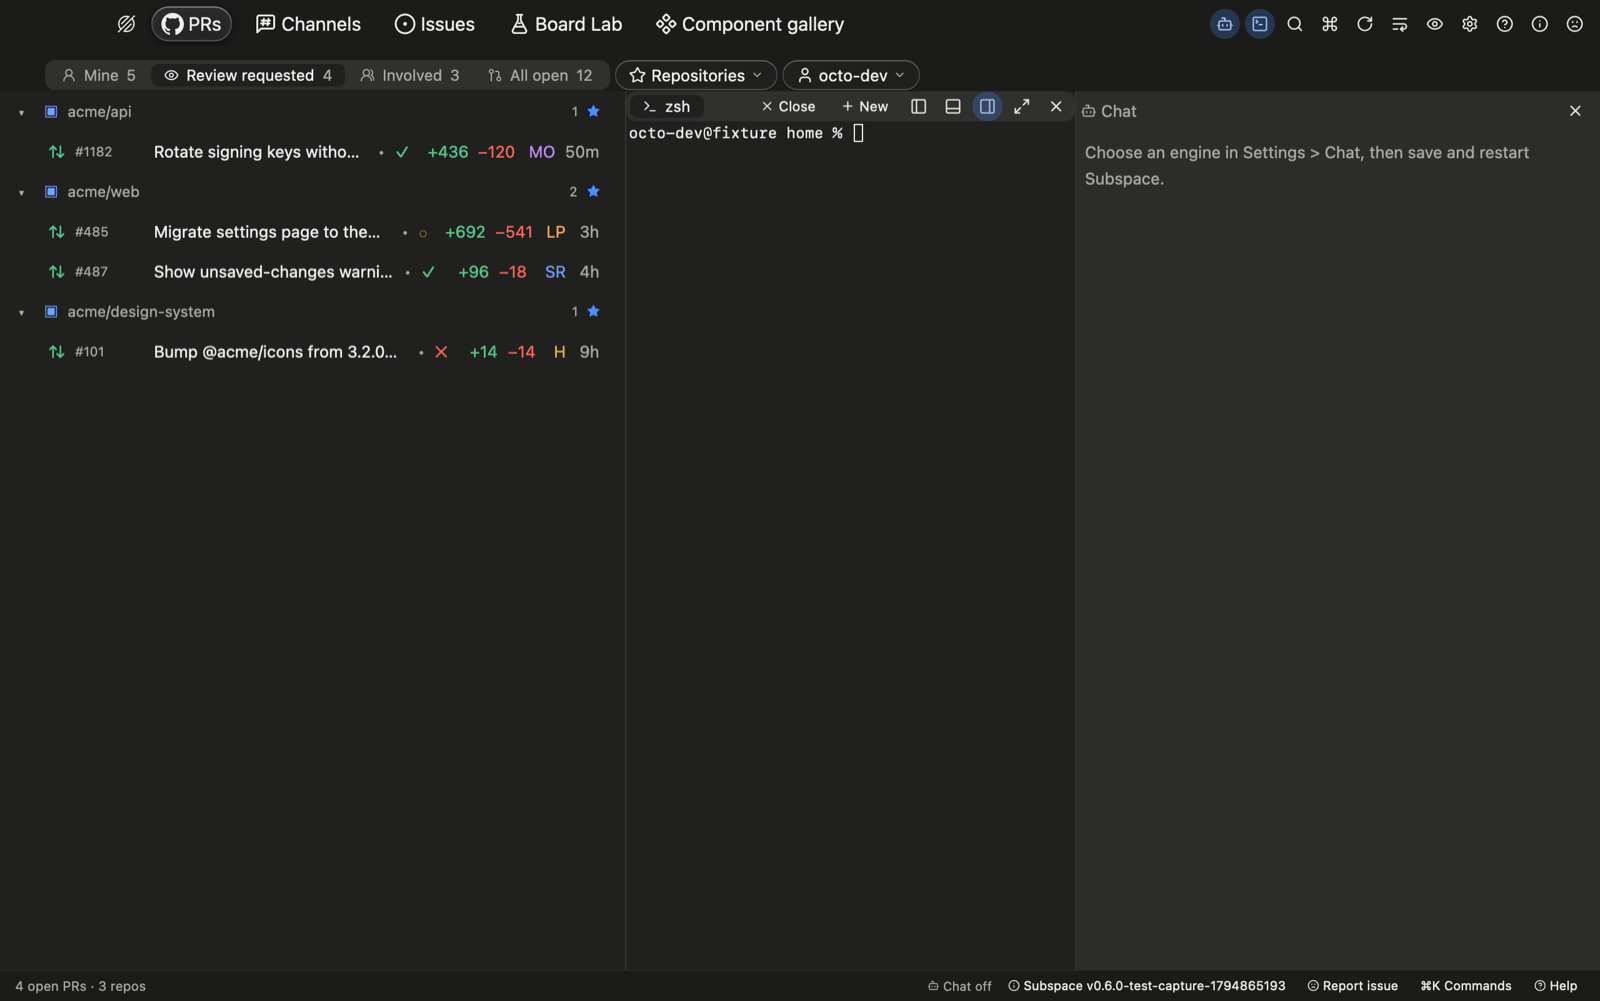 PRs Channels Issues Board Lab Component gallery
Mine 5 Review requested 4 Involved 3 All open 12 Repositories octo-dev
acme/api 1
#1182 Rotate signing keys witho... • +436 −120 MO 50m
acme/web 2
#485 Migrate settings page to the... • +692 −541 LP 3h
#487 Show unsaved-changes warni... • +96 −18 SR 4h
acme/design-system 1
#101 Bump @acme/icons from 3.2.0... • +14 −14 H 9h
>_ zsh Close + New
octo-dev@fixture home %
Chat
Choose an engine in Settings > Chat, then save and restart
Subspace.
4 open PRs · 3 repos Chat off Subspace v0.6.0-test-capture-1794865193 Report issue ⌘K Commands Help